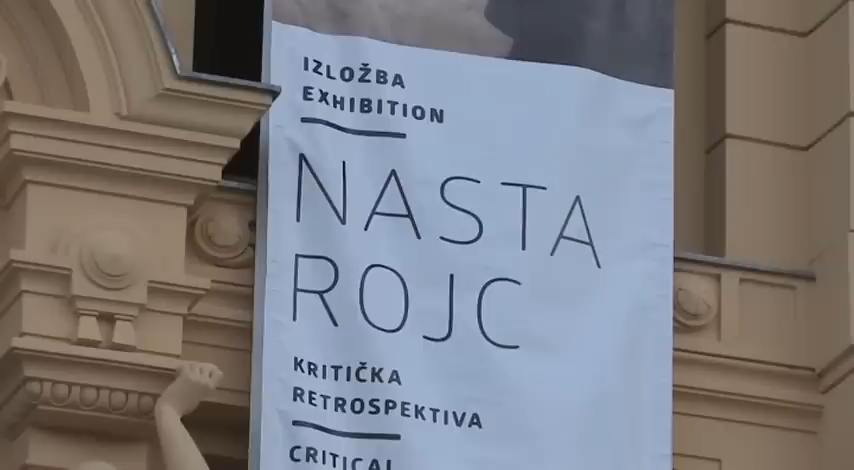 IZLOŽBA
EXHIBITION
NASTA
ROJC
KRITIČKA
RETROSPEKTIVA
CRITICAL